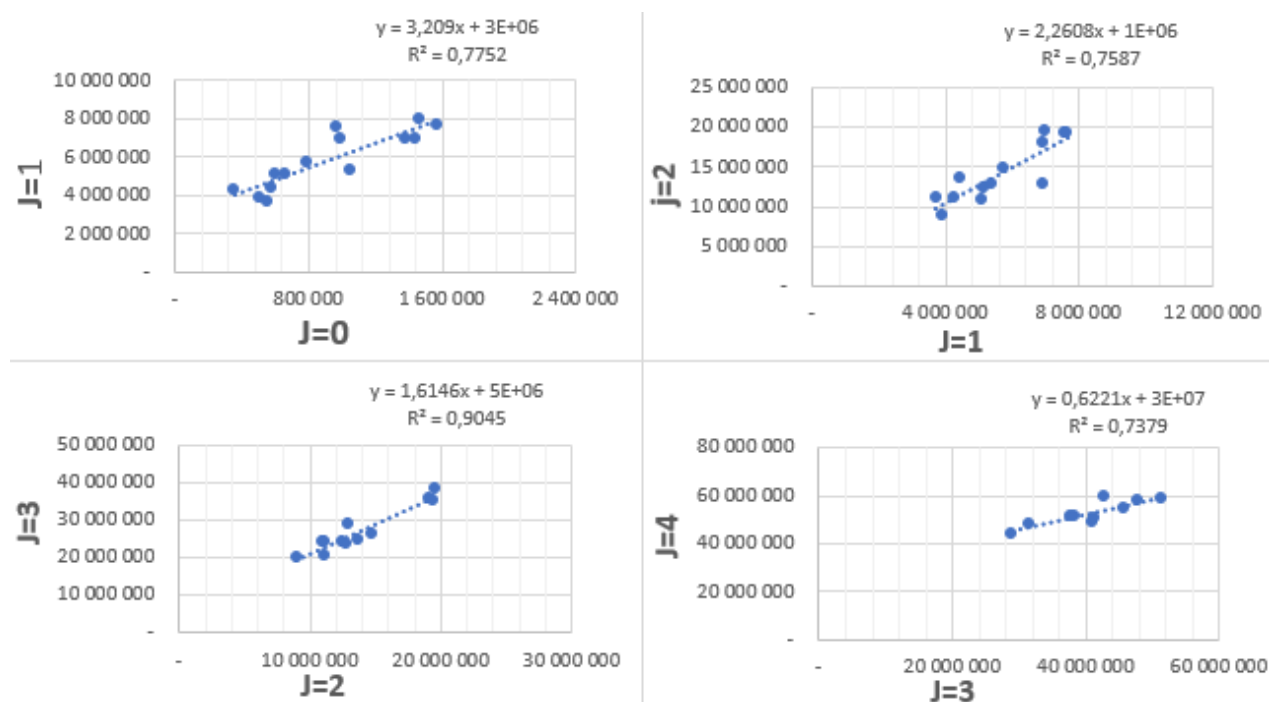 y = 3,209x + 3E+06
R² = 0,7752
10 000 000
8 000 000
6 000 000
4 000 000
2 000 000
-
J=1
-
800 000
1 600 000
2 400 000
J=0
y = 2,2608x + 1E+06
R² = 0,7587
25 000 000
20 000 000
15 000 000
10 000 000
5 000 000
-
j=2
-
4 000 000
8 000 000
12 000 000
J=1
y = 1,6146x + 5E+06
R² = 0,9045
50 000 000
40 000 000
30 000 000
20 000 000
10 000 000
-
J=3
-
10 000 000
20 000 000
30 000 000
J=2
y = 0,6221x + 3E+07
R² = 0,7379
80 000 000
60 000 000
40 000 000
20 000 000
-
J=4
-
20 000 000
40 000 000
60 000 000
J=3